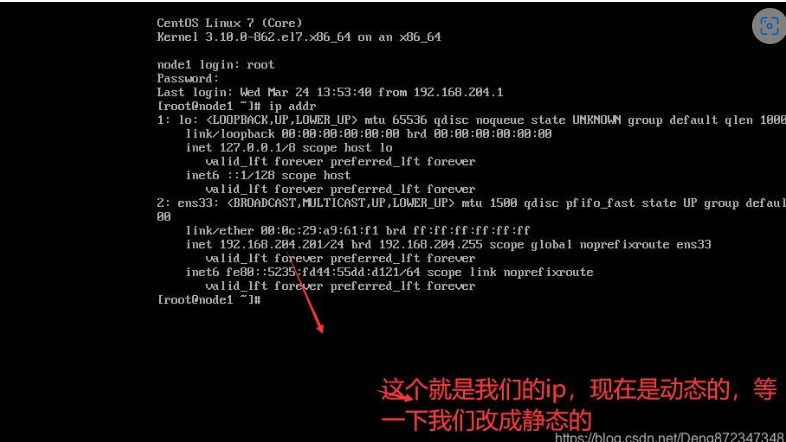 CentOS Linux 7 (Core)
Kernel 3.10.0-862.el7.x86_64 on an x86_64
node1 login: root
Password:
Last login: Wed Mar 24 13:53:40 from 192.168.204.1
[root@node1 ~]# ip addr
1: lo: <LOOPBACK,UP,LOWER_UP> mtu 65536 qdisc noqueue state UNKNOWN group default qlen 1000
link/loopback 00:00:00:00:00:00 brd 00:00:00:00:00:00
inet 127.0.0.1/8 scope host lo
valid_lft forever preferred_lft forever
inet6 ::1/128 scope host
valid_lft forever preferred_lft forever
2: ens33: <BROADCAST,MULTICAST,UP,LOWER_UP> mtu 1500 qdisc pfifo_fast state UP group defaul
00
link/ether 00:0c:29:a9:61:f1 brd ff:ff:ff:ff:ff:ff
inet 192.168.204.201/24 brd 192.168.204.255 scope global noprefixroute ens33
valid_lft forever preferred_lft forever
inet6 fe80::5235:fd44:55dd:d121/64 scope link noprefixroute
valid_lft forever preferred_lft forever
[root@node1 ~]#
这个就是我们的ip，现在是动态的，等
一下我们改成静态的
https://blog.csdn.net/Deng872347348